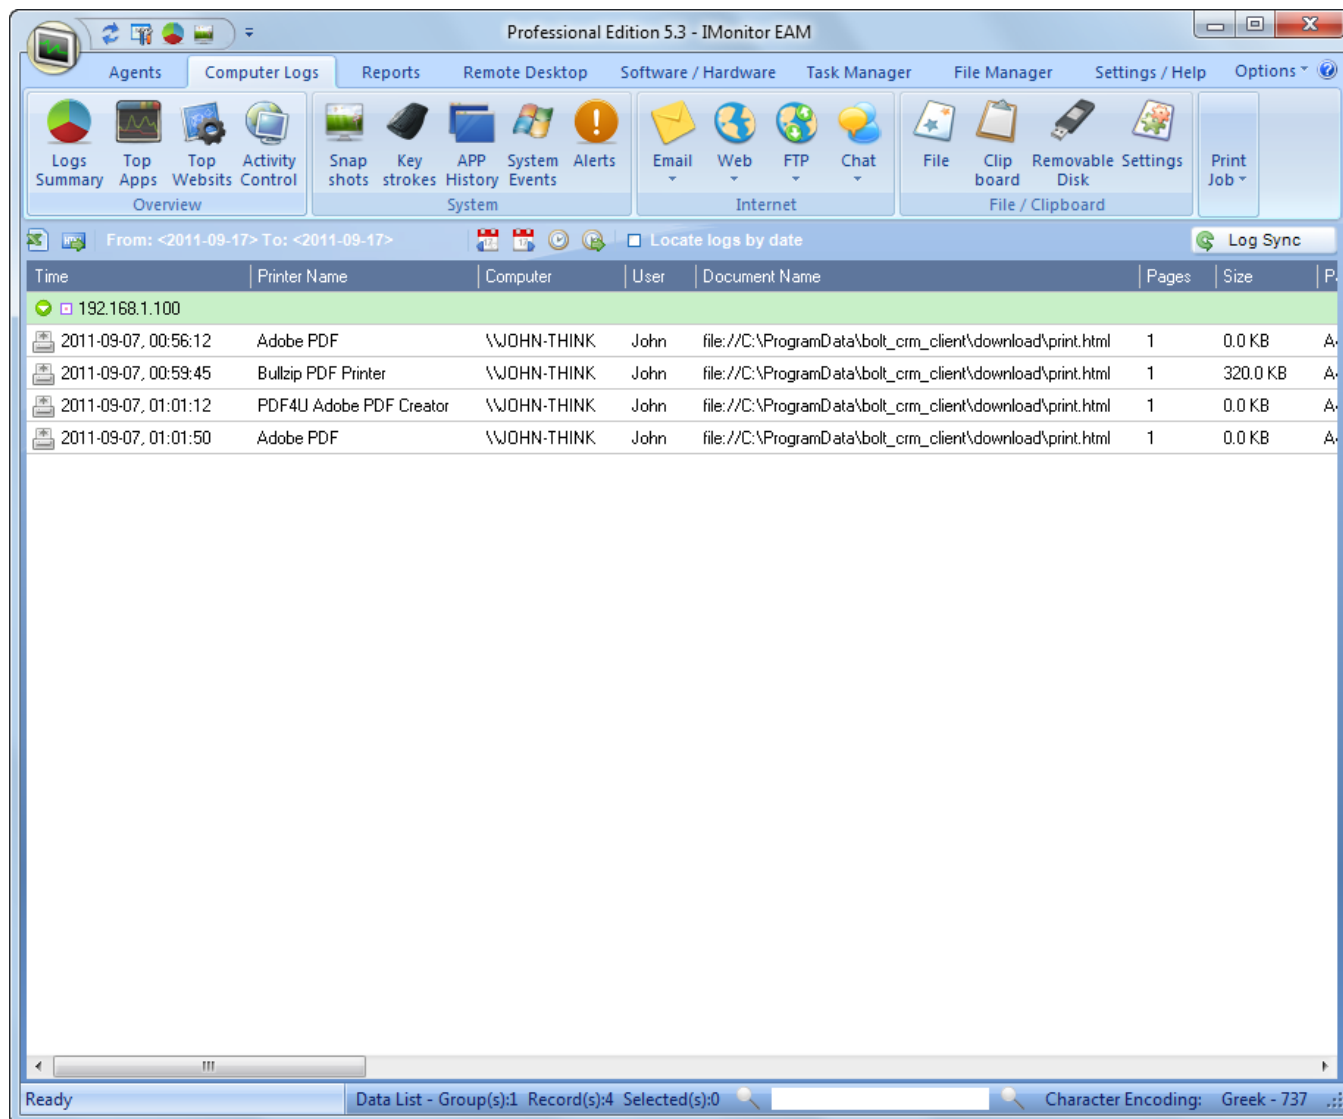 Professional Edition 5.3 - IMonitor EAM
Agents Computer Logs Reports Remote Desktop Software / Hardware Task Manager File Manager Settings / Help Options
Logs Summary Top Apps Top Websits Activity Control Snap shots Key strokes APP History System Events Alerts Email Web FTP Chat File Clip board Removable Disk Settings Print Job
Overview System Internet File / Clipboard
From: <2011-09-17> To: <2011-09-17> Locate logs by date Log Sync
Time Printer Name Computer User Document Name Pages Size
192.168.1.100
2011-09-07, 00:56:12 Adobe PDF \\JOHN-THINK John file://C:\ProgramData\bolt_crm_client\download\print.html 1 0.0 KB
2011-09-07, 00:59:45 Bullzip PDF Printer \\JOHN-THINK John file://C:\ProgramData\bolt_crm_client\download\print.html 1 320.0 KB
2011-09-07, 01:01:12 PDF4U Adobe PDF Creator \\JOHN-THINK John file://C:\ProgramData\bolt_crm_client\download\print.html 1 0.0 KB
2011-09-07, 01:01:50 Adobe PDF \\JOHN-THINK John file://C:\ProgramData\bolt_crm_client\download\print.html 1 0.0 KB
Ready Data List - Group(s):1 Record(s):4 Selected(s):0 Character Encoding: Greek - 737